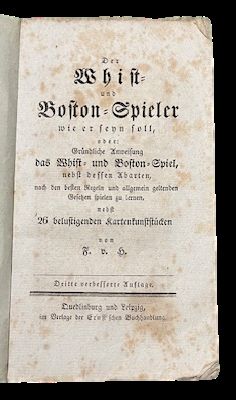 Der
Whist-
und
Boston-Spieler
wie er seyn soll,
oder:
Gründliche Anweisung
das Whist- und Boston-Spiel,
nebst dessen Abarten,
nach den besten Regeln und allgemein geltenden
Gesetzen spielen zu lernen,
nebst
26 belustigenden Kartenkunststücken
von
F. v. H.
Dritte verbesserte Auflage.
Quedlinburg und Leipzig,
im Verlage der Ernst'schen Buchhandlung.